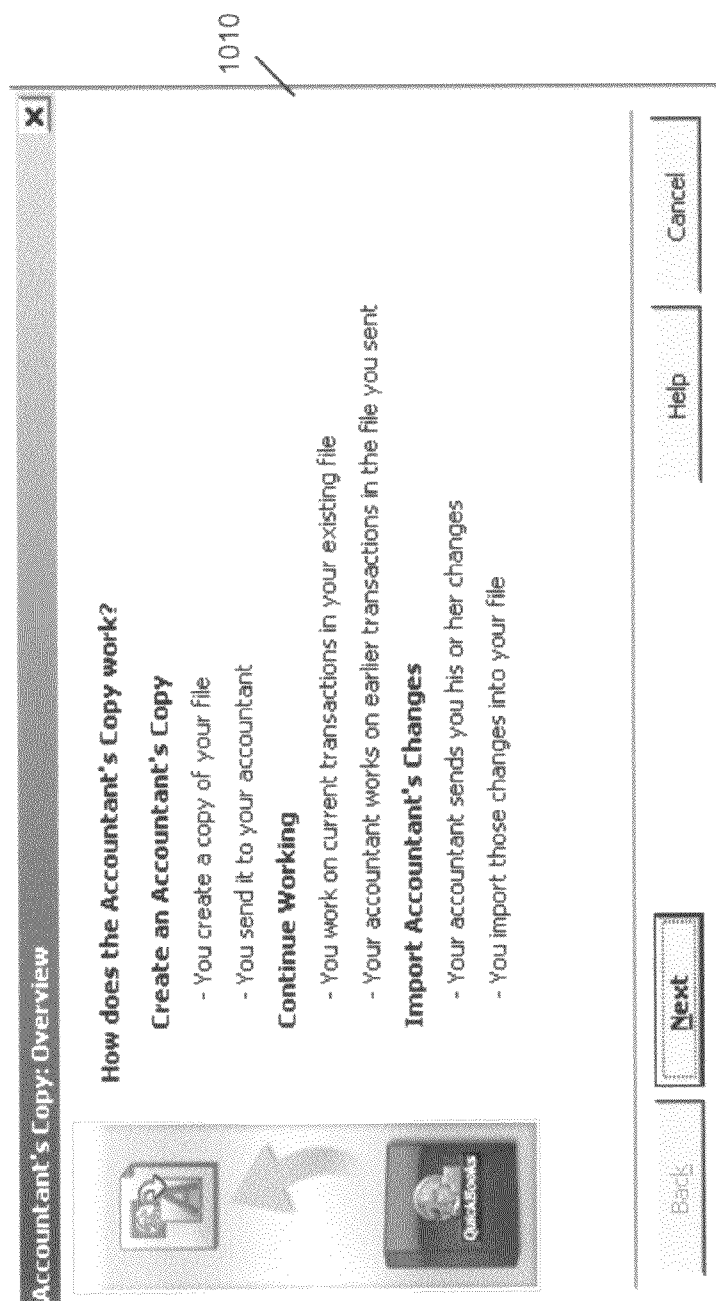 Accountant's Copy: Overview
1010
How does the Accountant's Copy work?
Create an Accountant's Copy
- You create a copy of your file
- You send it to your accountant
Continue Working
- You work on current transactions in your existing file
- Your accountant works on earlier transactions in the file you sent
Import Accountant's Changes
- Your accountant sends you his or her changes
- You import those changes into your file
A
QuickBooks
Back
Next
Help
Cancel